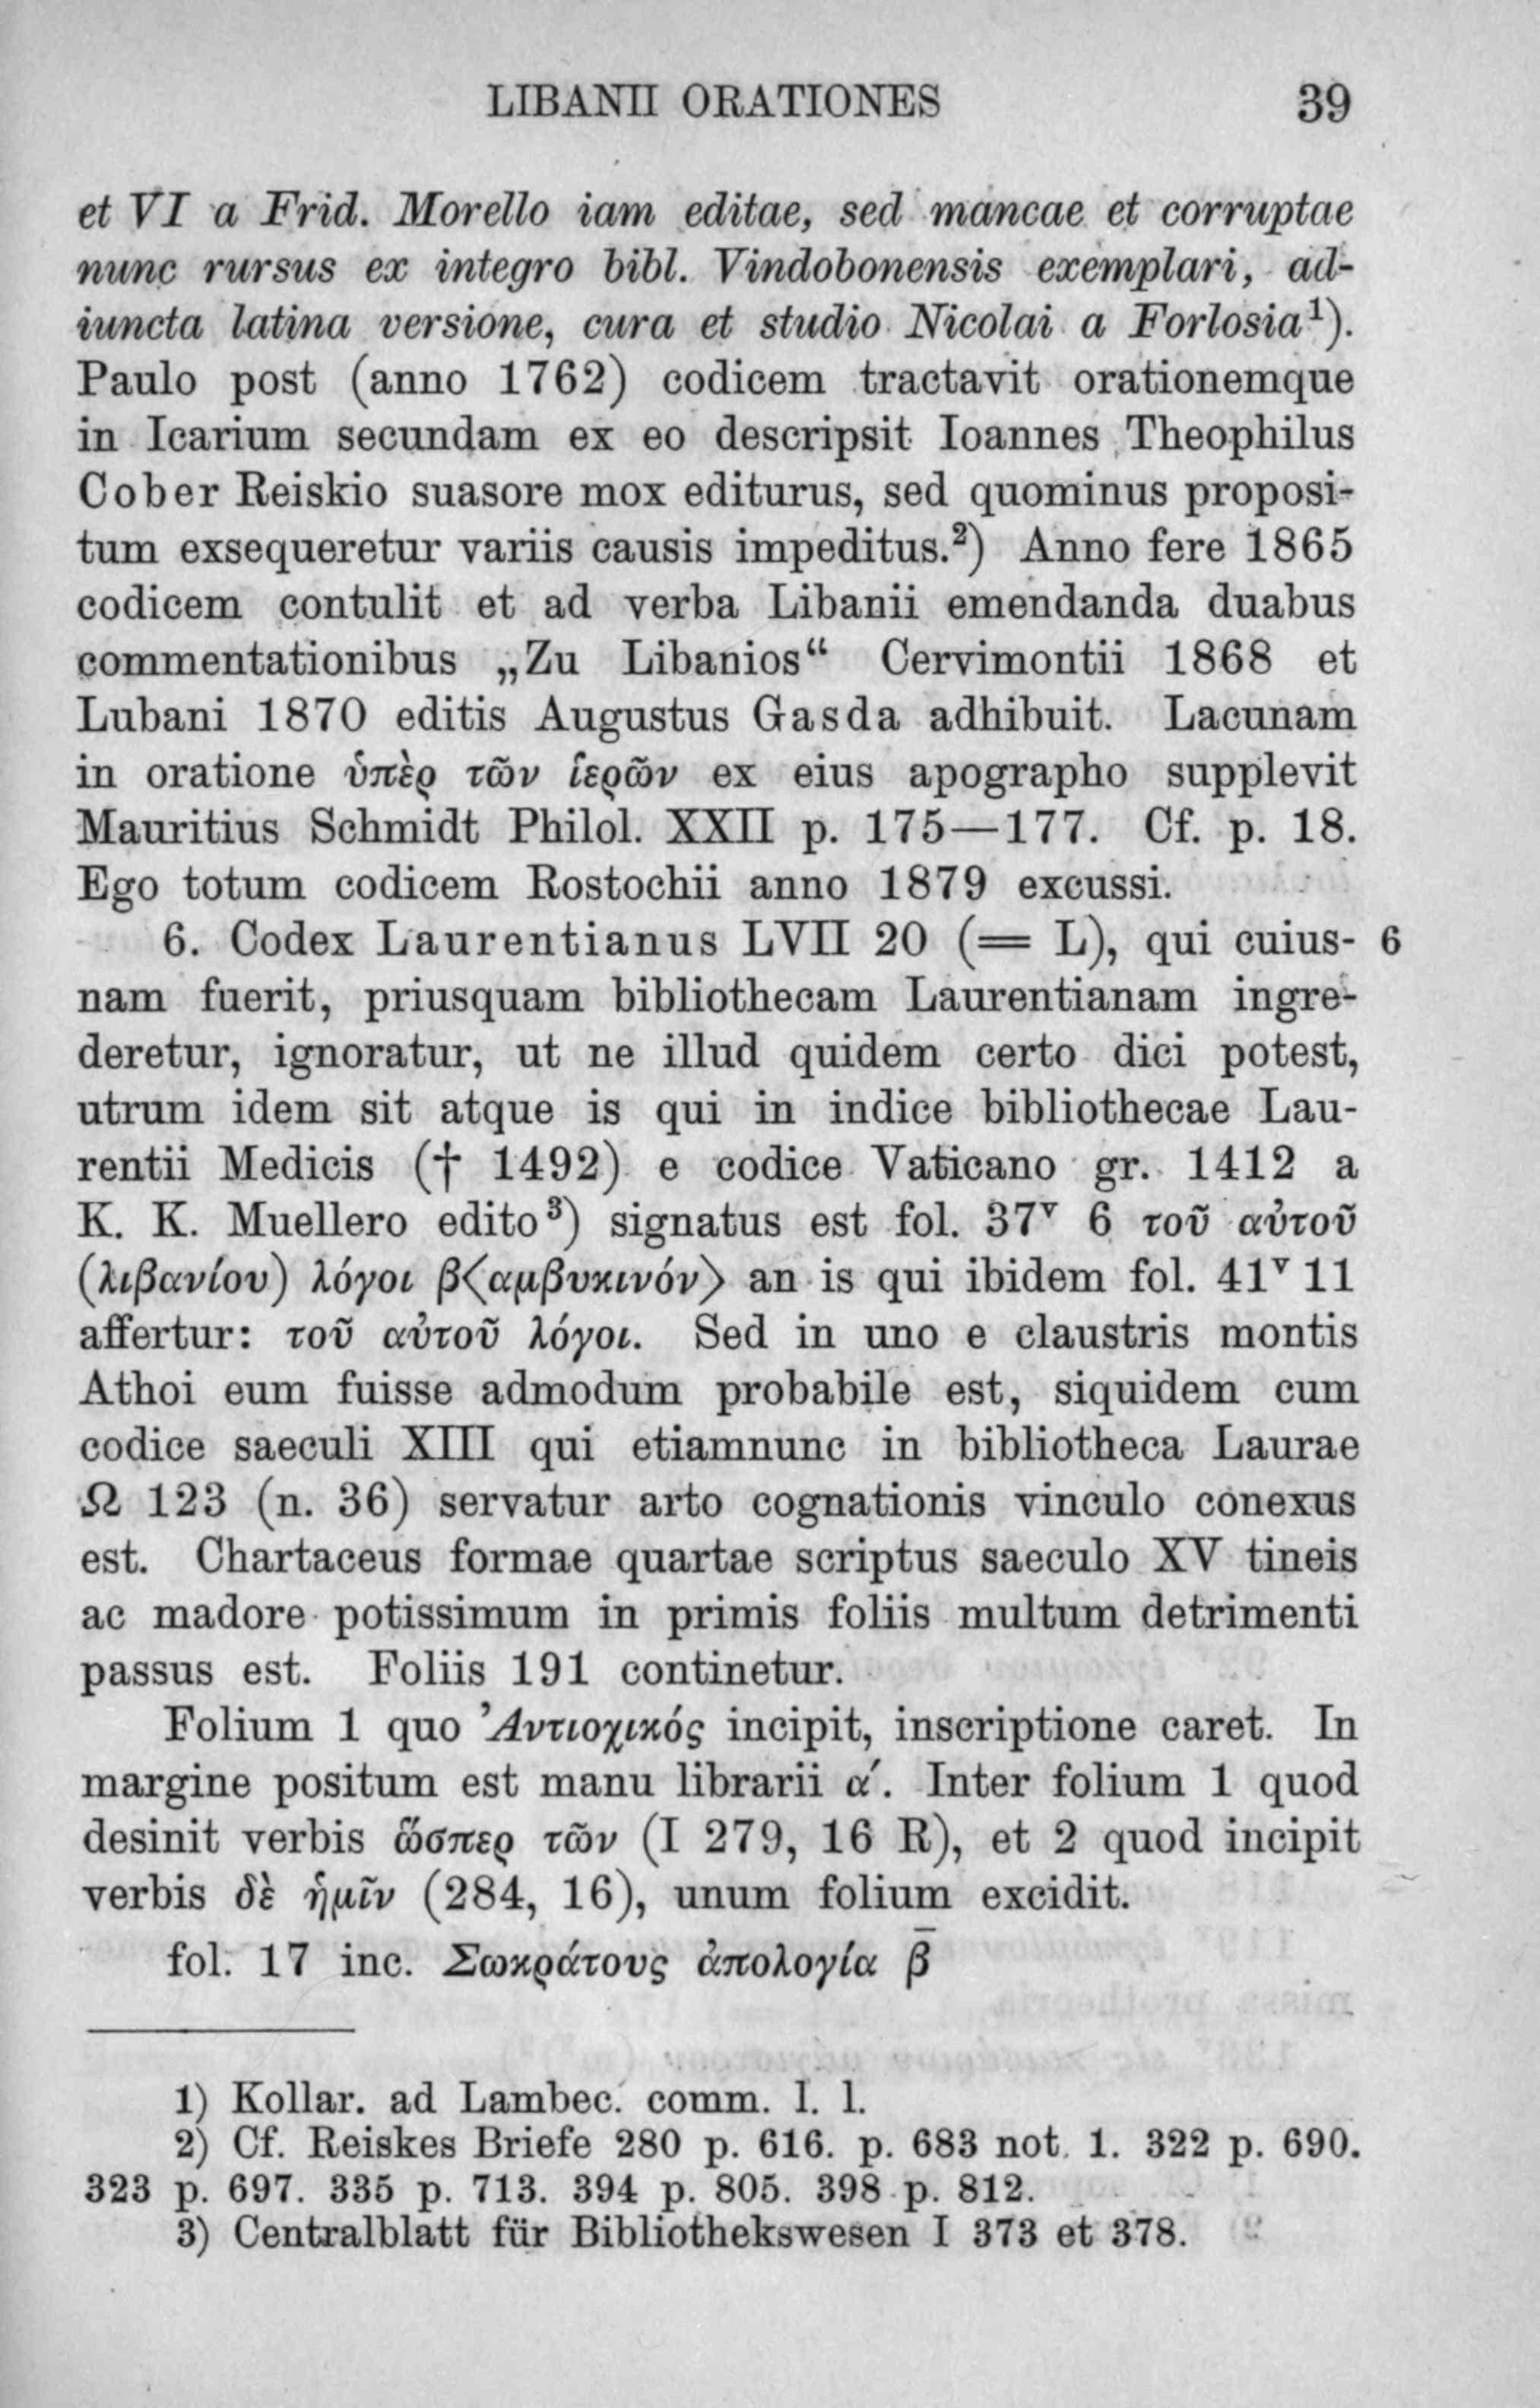 LIBANII ORATIONES 39
et VI a Frid. Morello iam editae, sed mancae et corruptae
nunc rursus ex integro bibl. Vindobonensis exemplari, ad-
iuncta latina versione, cura et studio Nicolai a Forlosia¹).
Paulo post (anno 1762) codicem tractavit orationemque
in Icarium secundam ex eo descripsit Ioannes Theophilus
Cober Reiskio suasore mox editurus, sed quominus proposi-
tum exsequeretur variis causis impeditus.²) Anno fere 1865
codicem contulit et ad verba Libanii emendanda duabus
commentationibus „Zu Libanios“ Cervimontii 1868 et
Lubani 1870 editis Augustus Gasda adhibuit. Lacunam
in oratione ὑπὲρ τῶν ἱερῶν ex eius apographo supplevit
Mauritius Schmidt Philol. XXII p. 175—177. Cf. p. 18.
Ego totum codicem Rostochii anno 1879 excussi.
6. Codex Laurentianus LVII 20 (= L), qui cuius- 6
nam fuerit, priusquam bibliothecam Laurentianam ingre-
deretur, ignoratur, ut ne illud quidem certo dici potest,
utrum idem sit atque is qui in indice bibliothecae Lau-
rentii Medicis († 1492) e codice Vaticano gr. 1412 a
K. K. Muellero edito³) signatus est fol. 37ᵛ 6 τοῦ αὐτοῦ
(λιβανίου) λόγοι β⟨αμβυκινόν⟩ an is qui ibidem fol. 41ᵛ 11
affertur: τοῦ αὐτοῦ λόγοι. Sed in uno e claustris montis
Athoi eum fuisse admodum probabile est, siquidem cum
codice saeculi XIII qui etiamnunc in bibliotheca Laurae
Ω 123 (n. 36) servatur arto cognationis vinculo conexus
est. Chartaceus formae quartae scriptus saeculo XV tineis
ac madore potissimum in primis foliis multum detrimenti
passus est. Foliis 191 continetur.
Folium 1 quo Ἀντιοχικός incipit, inscriptione caret. In
margine positum est manu librarii α′. Inter folium 1 quod
desinit verbis ὥσπερ τῶν (I 279, 16 R), et 2 quod incipit
verbis δὲ ἡμῖν (284, 16), unum folium excidit.
fol. 17 inc. Σωκράτους ἀπολογία β̄
1) Kollar. ad Lambec. comm. l. l.
2) Cf. Reiskes Briefe 280 p. 616. p. 683 not. 1. 322 p. 690.
323 p. 697. 335 p. 713. 394 p. 805. 398 p. 812.
3) Centralblatt für Bibliothekswesen I 373 et 378.